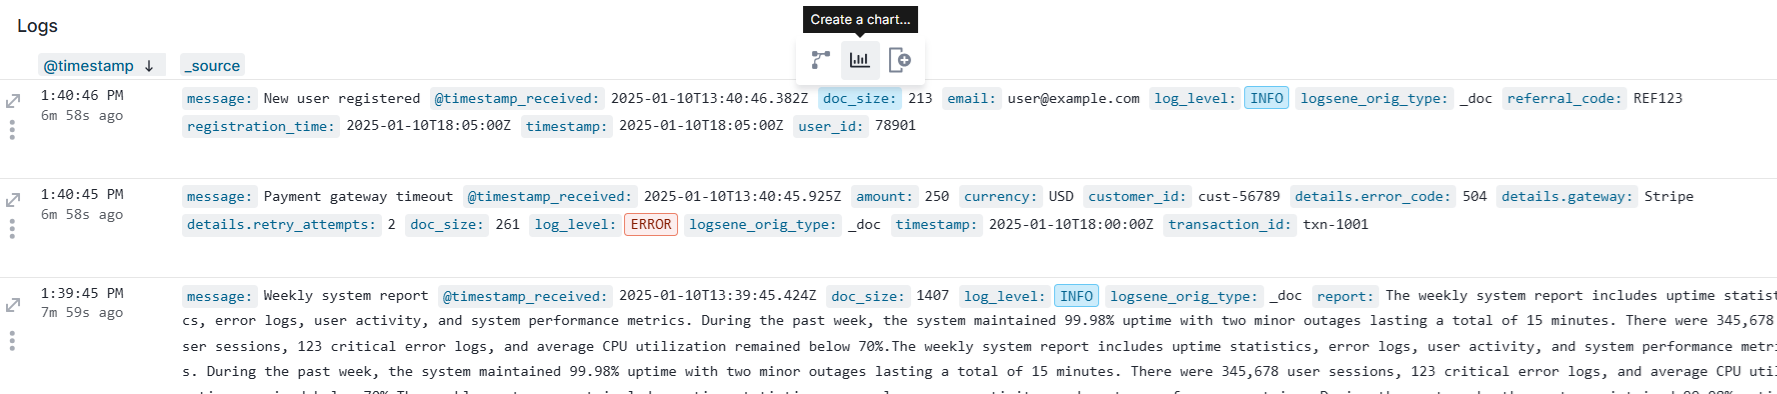 Create a chart...
Logs
@timestamp ↓ _source
1:40:46 PM message: New user registered @timestamp_received: 2025-01-10T13:40:46.382Z doc_size: 213 email: user@example.com log_level: INFO logsene_orig_type: _doc referral_code: REF123
6m 58s ago registration_time: 2025-01-10T18:05:00Z timestamp: 2025-01-10T18:05:00Z user_id: 78901
1:40:45 PM message: Payment gateway timeout @timestamp_received: 2025-01-10T13:40:45.925Z amount: 250 currency: USD customer_id: cust-56789 details.error_code: 504 details.gateway: Stripe
6m 58s ago details.retry_attempts: 2 doc_size: 261 log_level: ERROR logsene_orig_type: _doc timestamp: 2025-01-10T18:00:00Z transaction_id: txn-1001
1:39:45 PM message: Weekly system report @timestamp_received: 2025-01-10T13:39:45.424Z doc_size: 1407 log_level: INFO logsene_orig_type: _doc report: The weekly system report includes uptime statist
7m 59s ago cs, error logs, user activity, and system performance metrics. During the past week, the system maintained 99.98% uptime with two minor outages lasting a total of 15 minutes. There were 345,678
ser sessions, 123 critical error logs, and average CPU utilization remained below 70%.The weekly system report includes uptime statistics, error logs, user activity, and system performance metri
s. During the past week, the system maintained 99.98% uptime with two minor outages lasting a total of 15 minutes. There were 345,678 user sessions, 123 critical error logs, and average CPU util